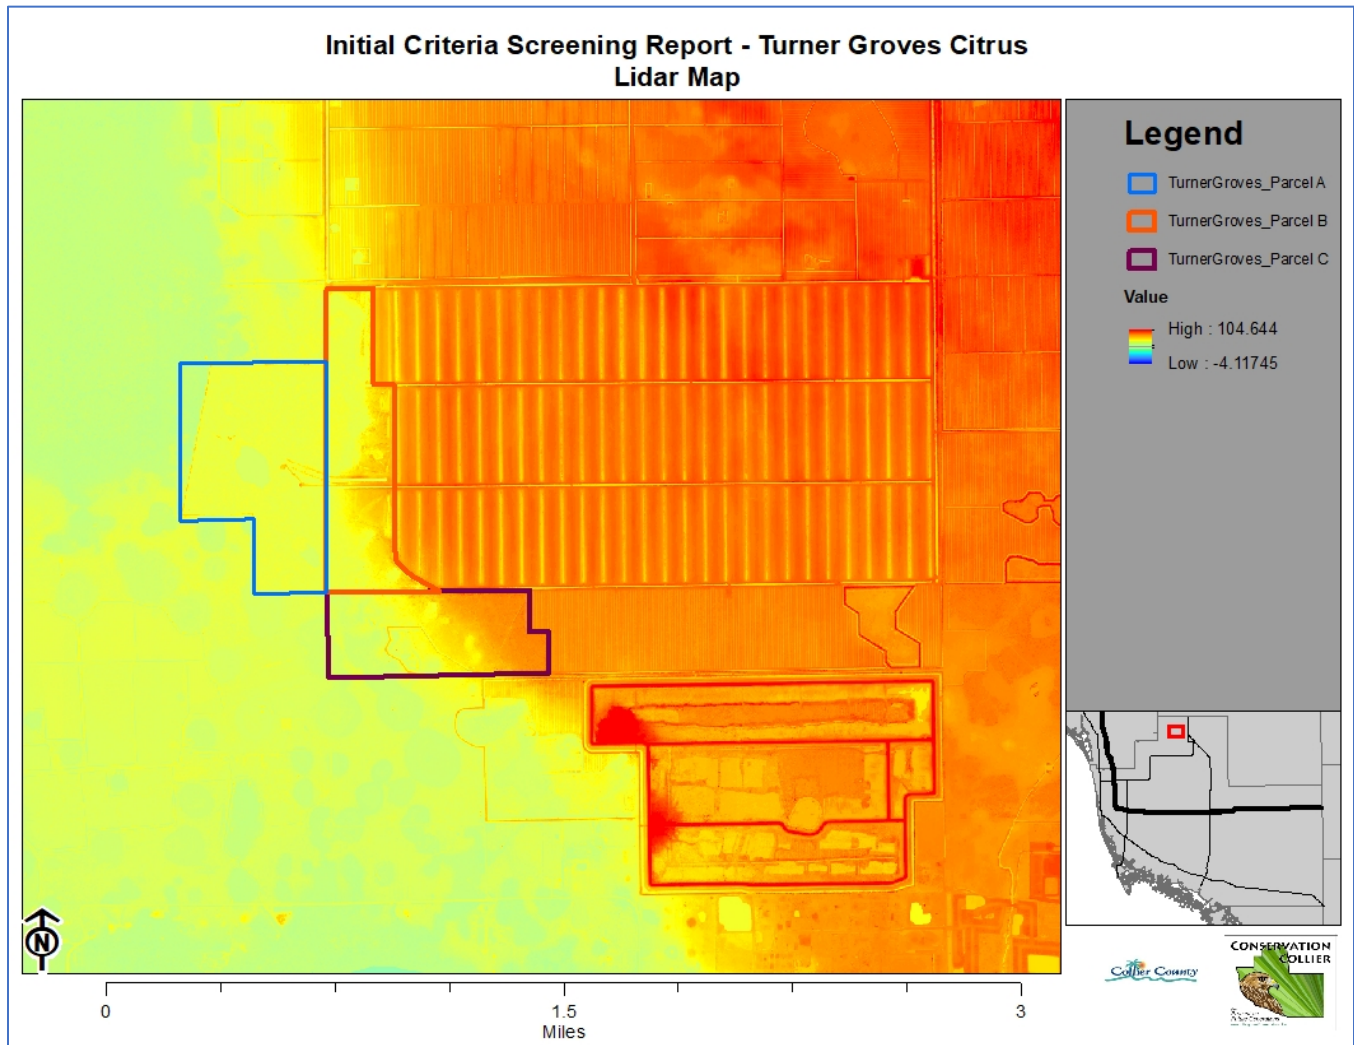 Initial Criteria Screening Report - Turner Groves Citrus
Lidar Map
Legend
TurnerGroves_Parcel A
TurnerGroves_Parcel B
TurnerGroves_Parcel C
Value
High : 104.644
Low : -4.11745
N
0
1.5
3
Miles
Collier County
CONSERVATION
COLLIER